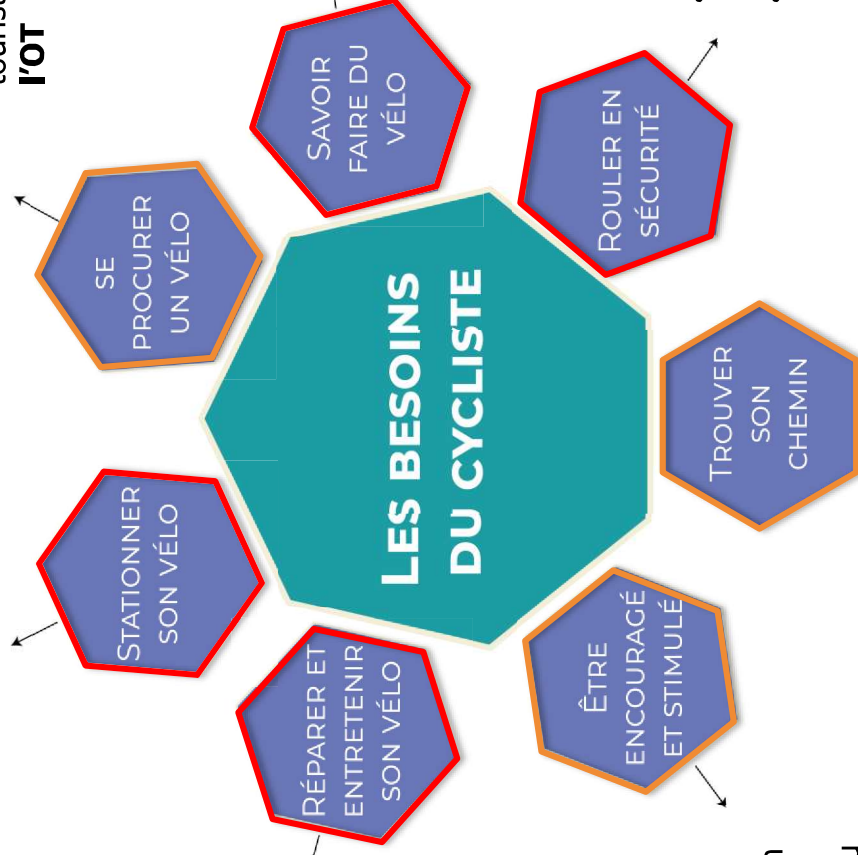 l'OT
STATIONNER
SON VÉLO
SE
PROCURER
UN VÉLO
RÉPARER ET
ENTRETENIR
SON VÉLO
SAVOIR
FAIRE DU
VÉLO
LES BESOINS
DU CYCLISTE
ÊTRE
ENCOURAGÉ
ET STIMULÉ
ROULER EN
SÉCURITÉ
TROUVER
SON
CHEMIN